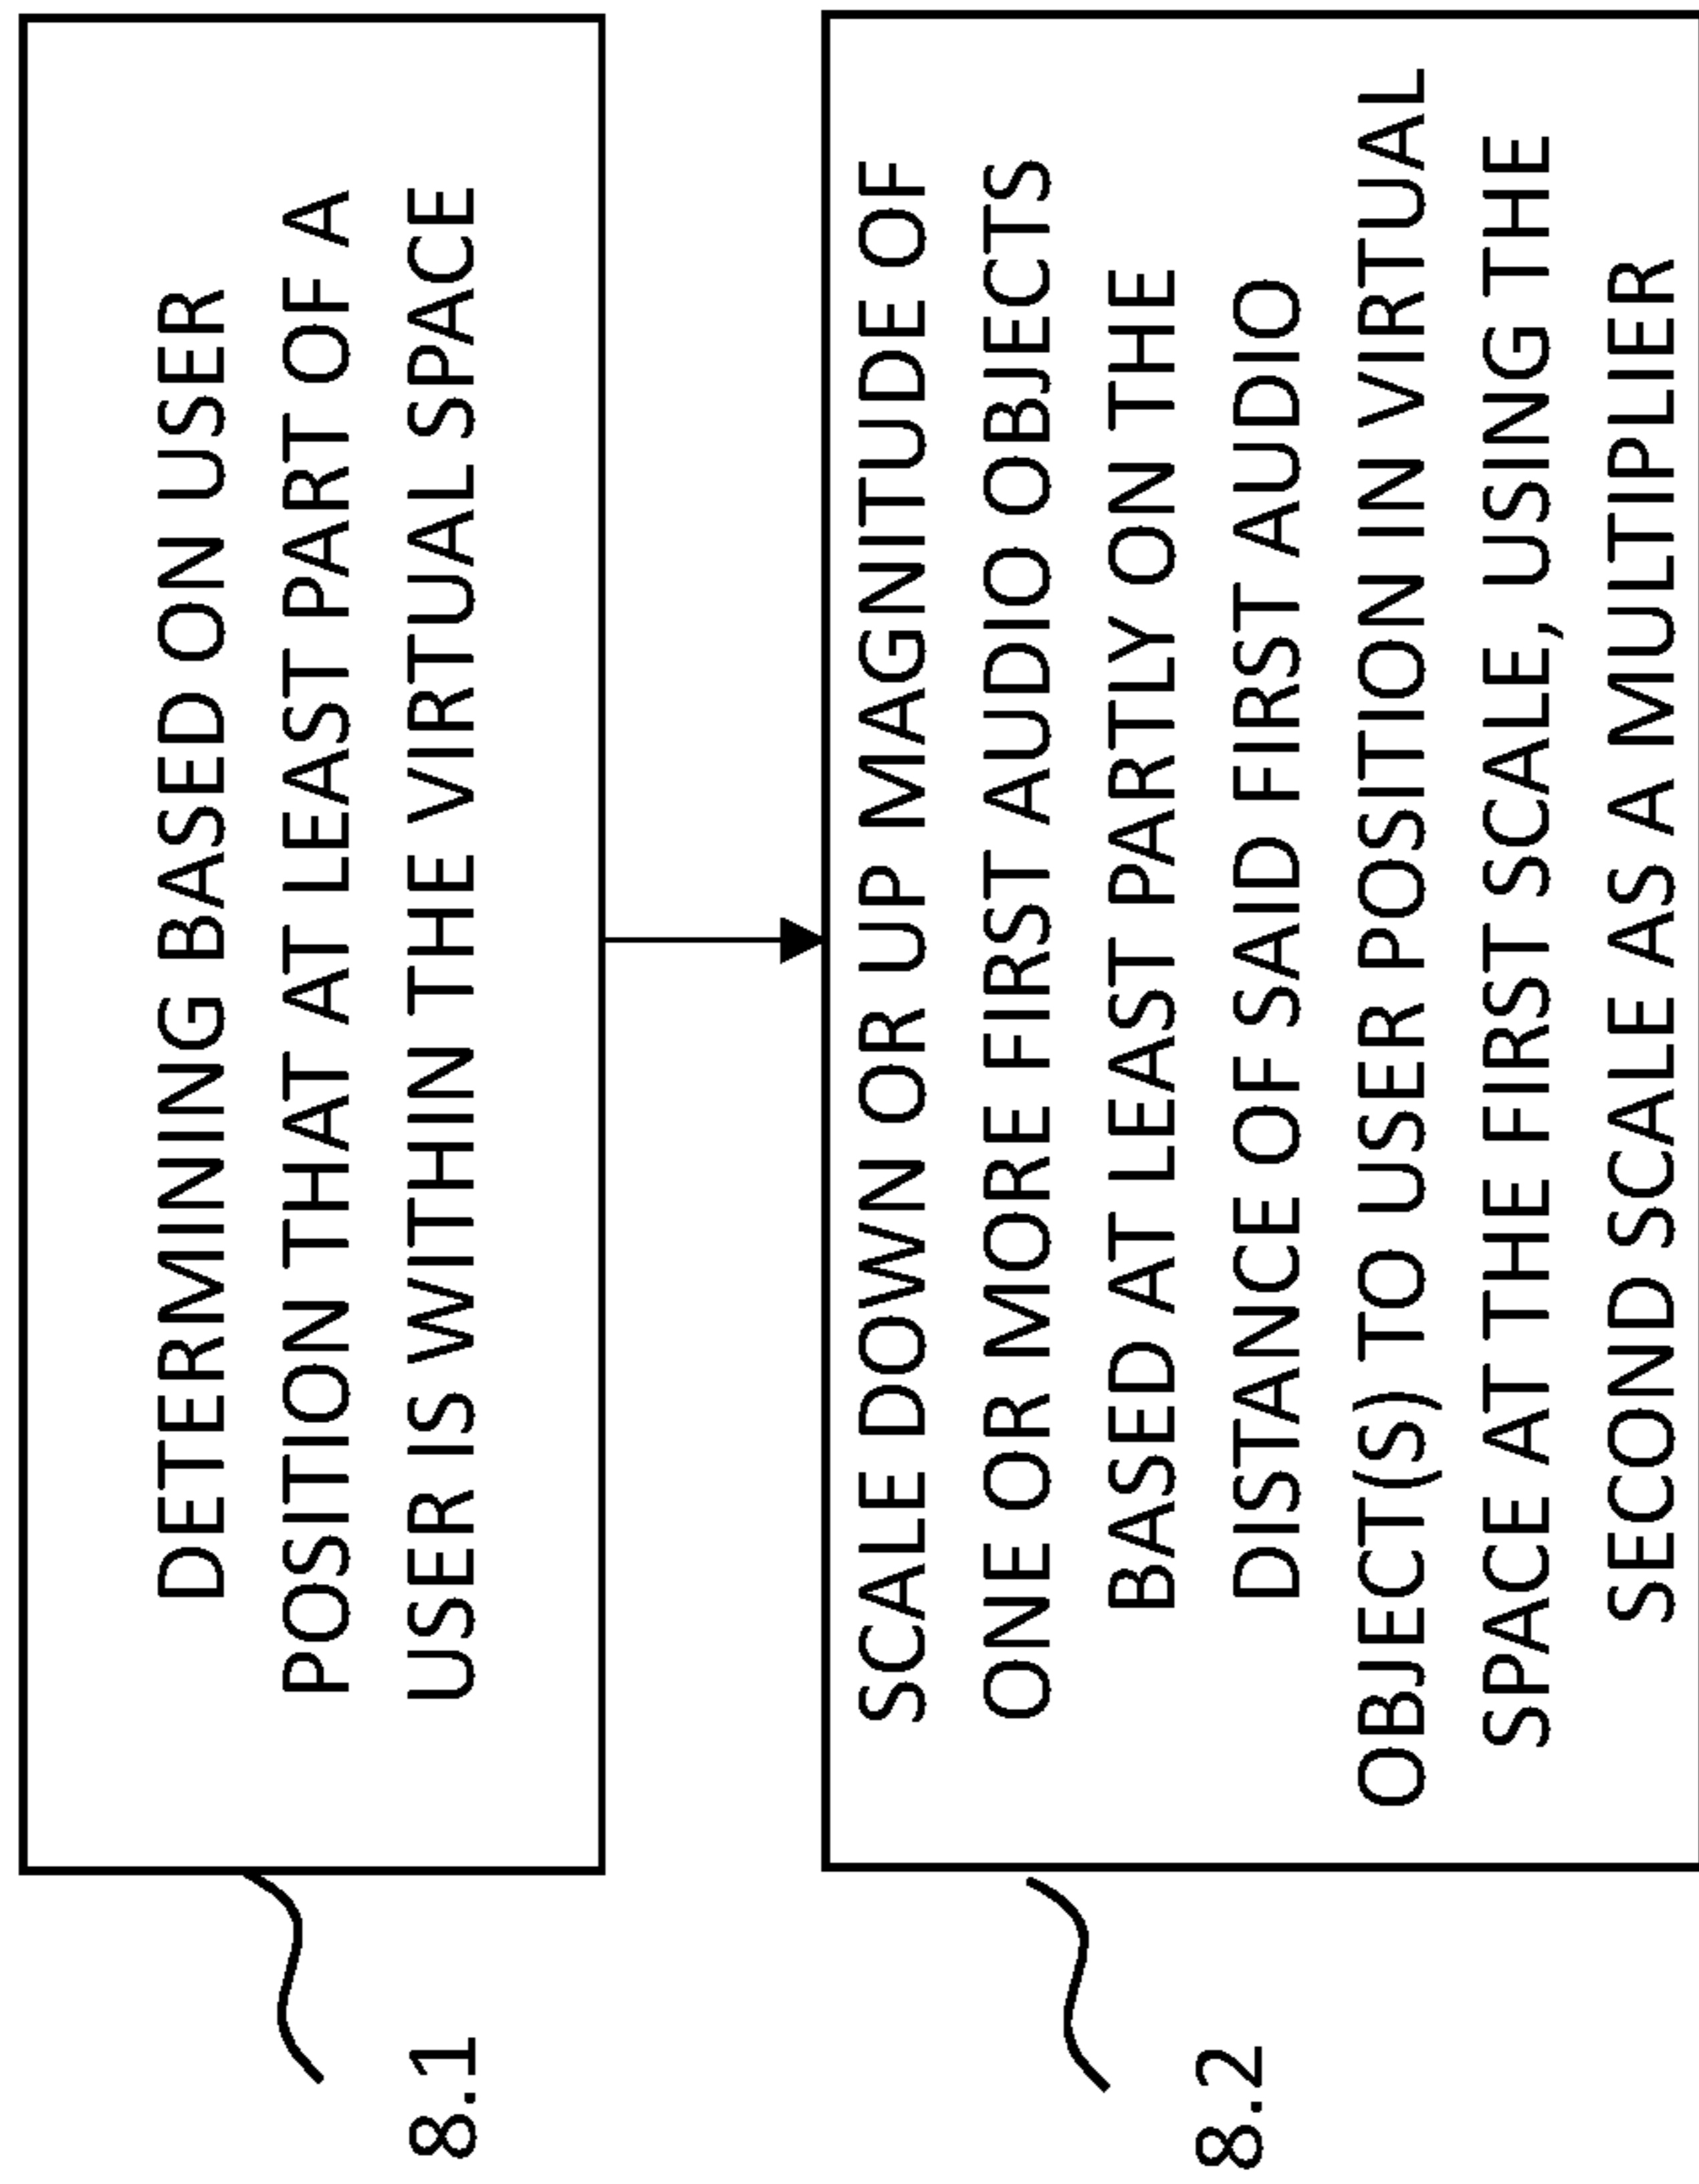 DETERMINING BASED ON USER
POSITION THAT AT LEAST PART OF A
USER IS WITHIN THE VIRTUAL SPACE
8.1
SCALE DOWN OR UP MAGNITUDE OF
ONE OR MORE FIRST AUDIO OBJECTS
BASED AT LEAST PARTLY ON THE
DISTANCE OF SAID FIRST AUDIO
OBJECT(S) TO USER POSITION IN VIRTUAL
SPACE AT THE FIRST SCALE, USING THE
SECOND SCALE AS A MULTIPLIER
8.2